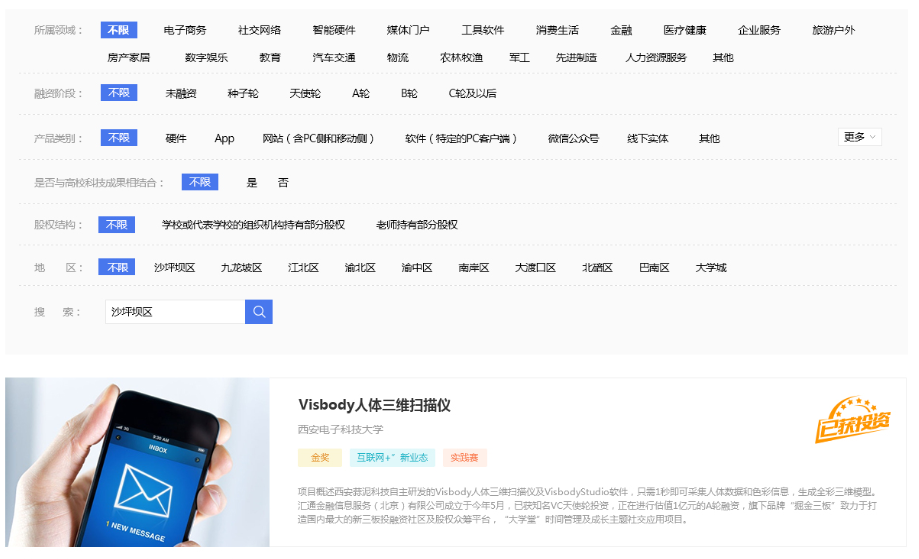 所属领域： 不限 电子商务 社交网络 智能硬件 媒体门户 工具软件 消费生活 金融 医疗健康 企业服务 旅游户外
房产家居 数字娱乐 教育 汽车交通 物流 农林牧渔 军工 先进制造 人力资源服务 其他
融资阶段： 不限 未融资 种子轮 天使轮 A轮 B轮 C轮及以后
产品类别： 不限 硬件 App 网站（含PC侧和移动侧） 软件（特定的PC客户端） 微信公众号 线下实体 其他 更多
是否与高校科技成果相结合： 不限 是 否
股权结构： 不限 学校或代表学校的组织机构持有部分股权 老师持有部分股权
地 区： 不限 沙坪坝区 九龙坡区 江北区 渝北区 渝中区 南岸区 大渡口区 北碚区 巴南区 大学城
搜 索： 沙坪坝区
Visbody人体三维扫描仪
西安电子科技大学
已获投资
金奖 互联网+”新业态 实践赛
项目概述西安蒜泥科技自主研发的Visbody人体三维扫描仪及VisbodyStudio软件，只需1秒即可采集人体数据和色彩信息，生成全彩三维模型。
汇通金融信息服务（北京）有限公司成立于今年5月，已获知名VC天使轮投资，正在进行估值1亿元的A轮融资，旗下品牌“掘金三板”致力于打
造国内最大的新三板投融资社区及股权众筹平台，“大学堂”时间管理及成长主题社交应用项目。
3G 9:30 AM
INBOX
1 NEW MESSAGE